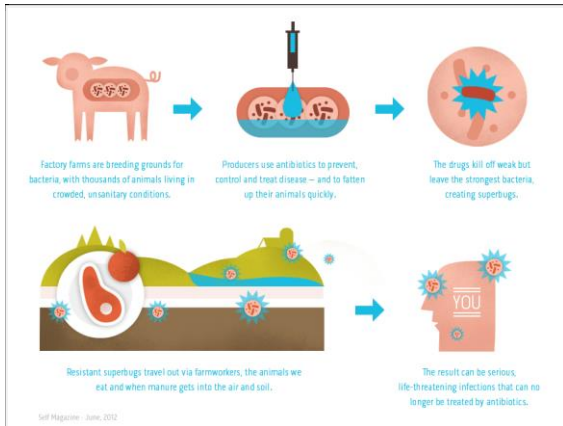 Factory farms are breeding grounds for
bacteria, with thousands of animals living in
crowded, unsanitary conditions.
Producers use antibiotics to prevent,
control and treat disease — and to fatten
up their animals quickly.
The drugs kill off weak but
leave the strongest bacteria,
creating superbugs.
YOU
Resistant superbugs travel out via farmworkers, the animals we
eat and when manure gets into the air and soil.
The result can be serious,
life-threatening infections that can no
longer be treated by antibiotics.
Self Magazine - June, 2012